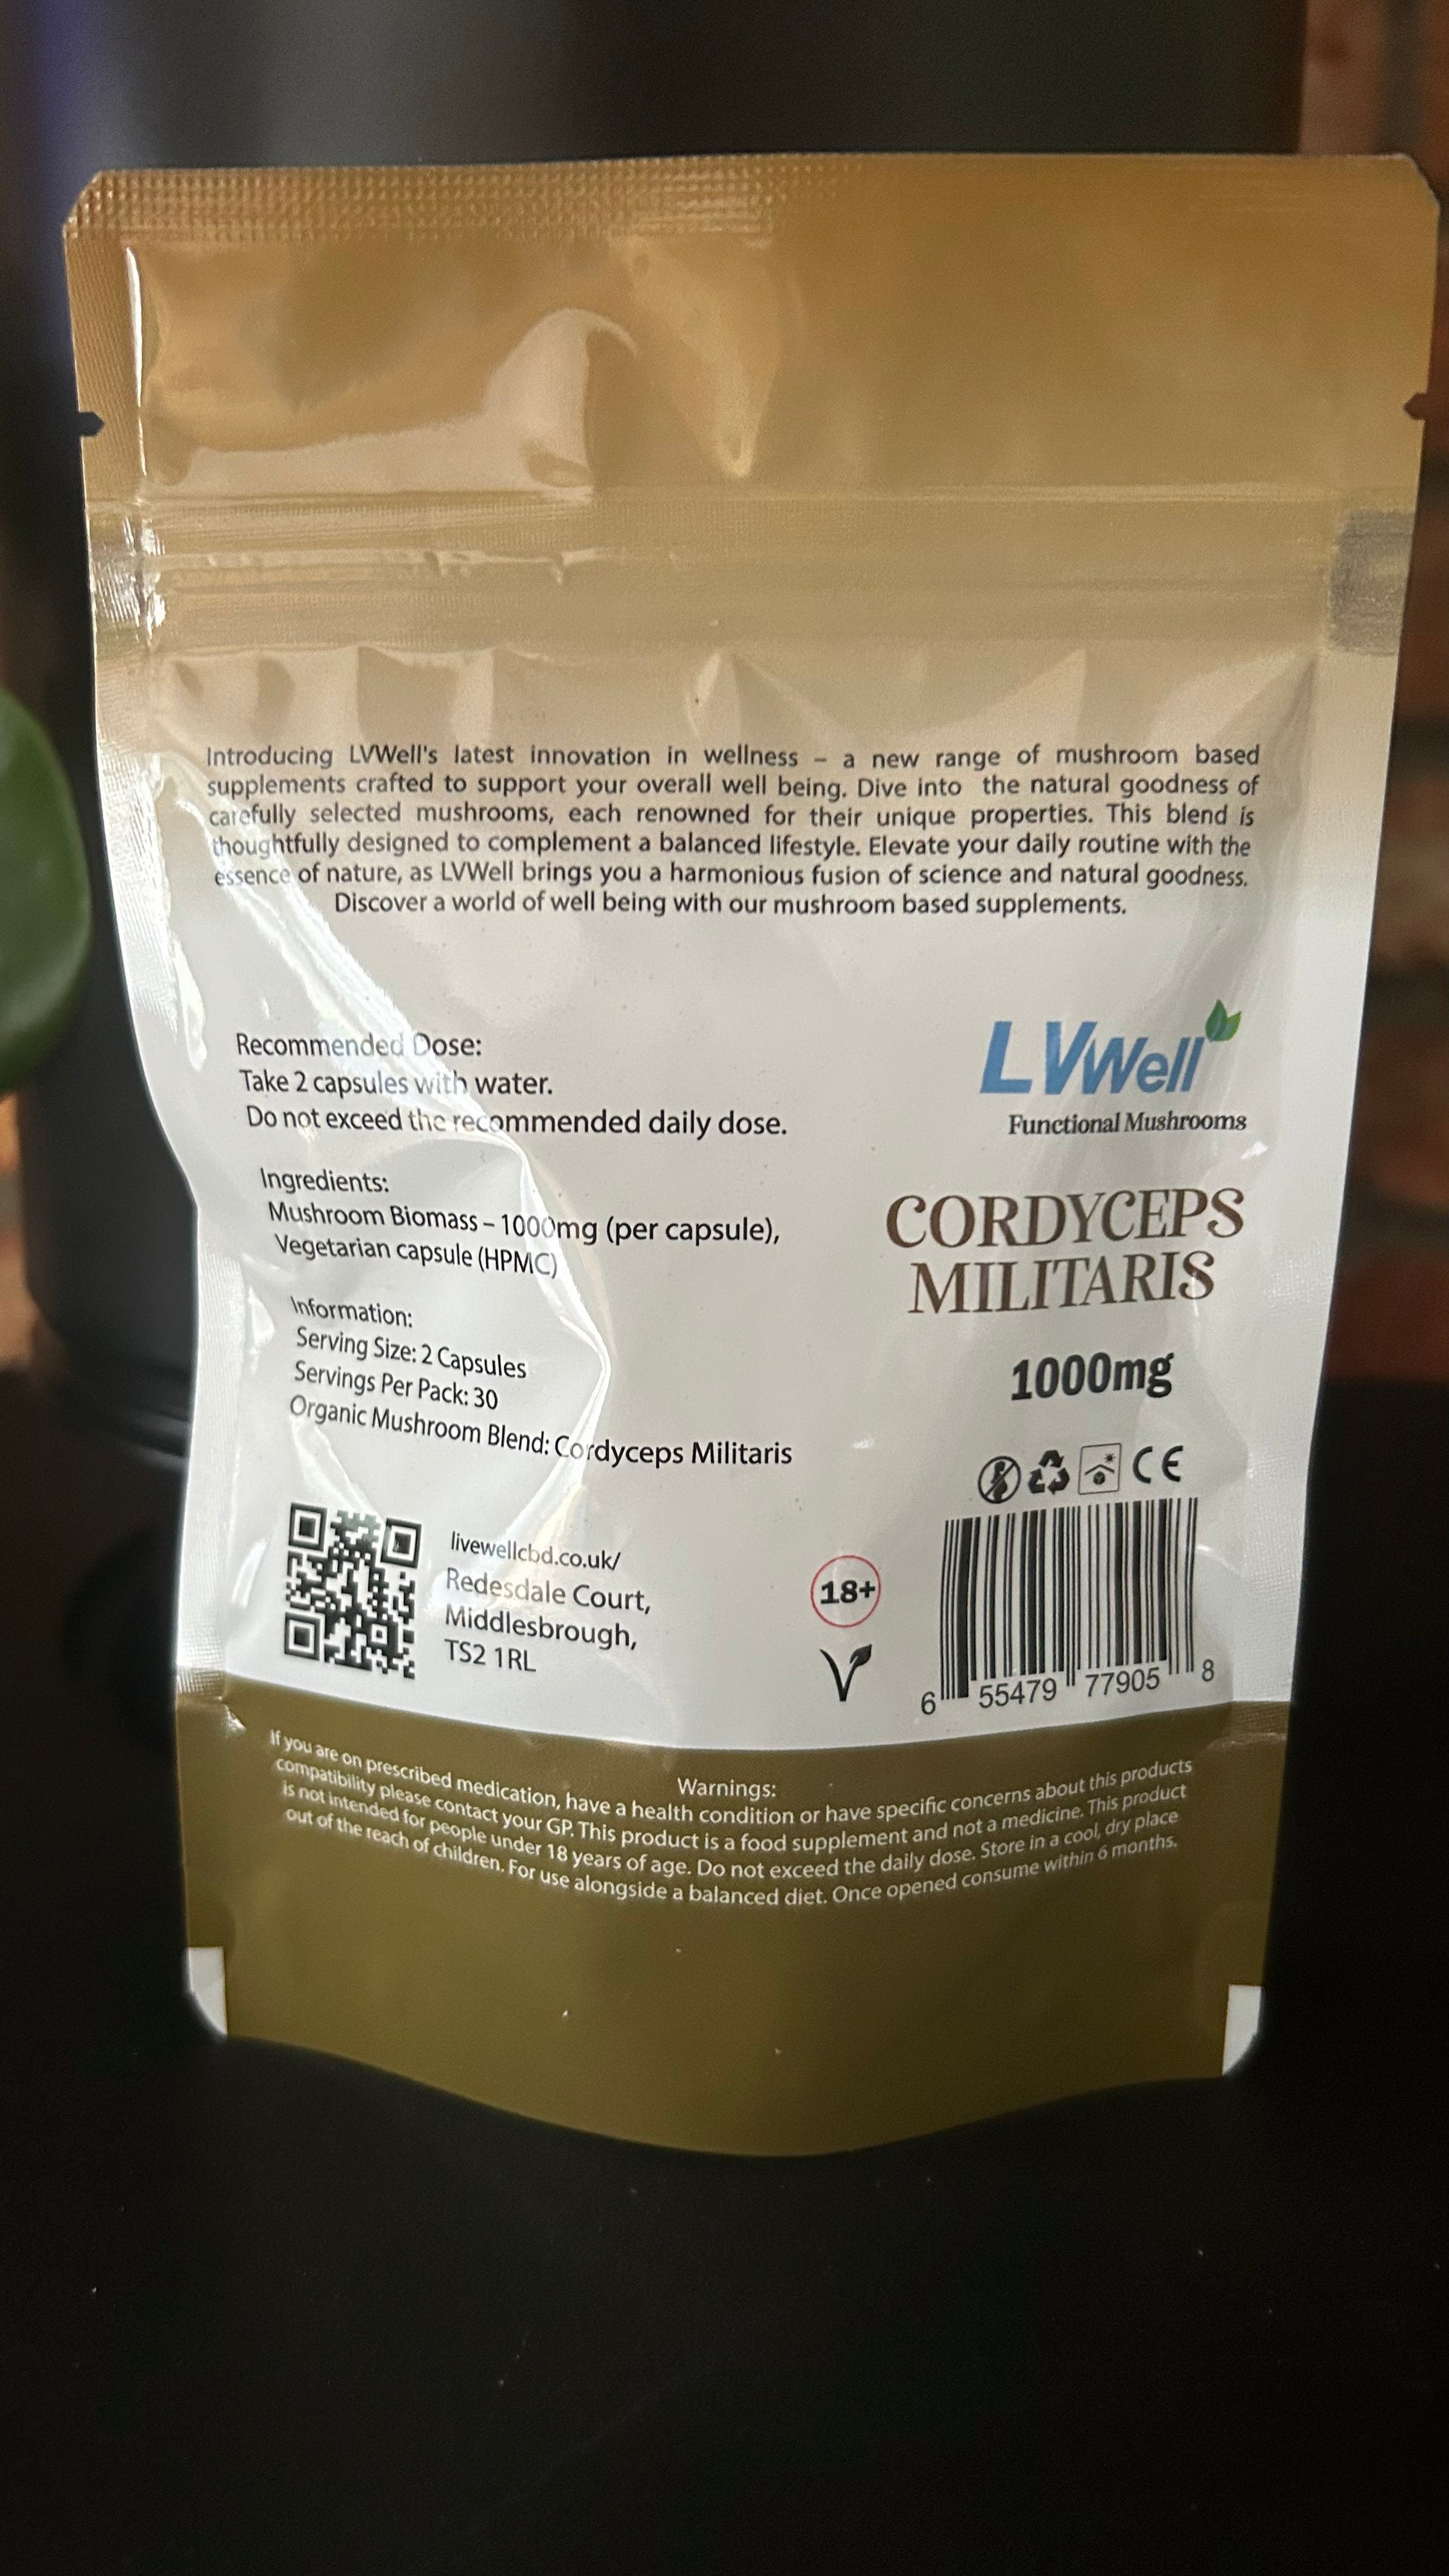 Introducing LVWell's latest innovation in wellness – a new range of mushroom based
supplements crafted to support your overall well being. Dive into the natural goodness of
carefully selected mushrooms, each renowned for their unique properties. This blend is
thoughtfully designed to complement a balanced lifestyle. Elevate your daily routine with the
essence of nature, as LVWell brings you a harmonious fusion of science and natural goodness.
Discover a world of well being with our mushroom based supplements.
Recommended Dose:
Take 2 capsules with water.
Do not exceed the recommended daily dose.
Ingredients:
Mushroom Biomass – 1000mg (per capsule),
Vegetarian capsule (HPMC)
Information:
Serving Size: 2 Capsules
Servings Per Pack: 30
Organic Mushroom Blend: Cordyceps Militaris
livewellcbd.co.uk/
Redesdale Court,
Middlesbrough,
TS2 1RL
LVWell
Functional Mushrooms
CORDYCEPS
MILITARIS
1000mg
CE
18+
V
6 55479 77905 8
Warnings:
If you are on prescribed medication, have a health condition or have specific concerns about this products
compatibility please contact your GP. This product is a food supplement and not a medicine. This product
is not intended for people under 18 years of age. Do not exceed the daily dose. Store in a cool, dry place
out of the reach of children. For use alongside a balanced diet. Once opened consume within 6 months.